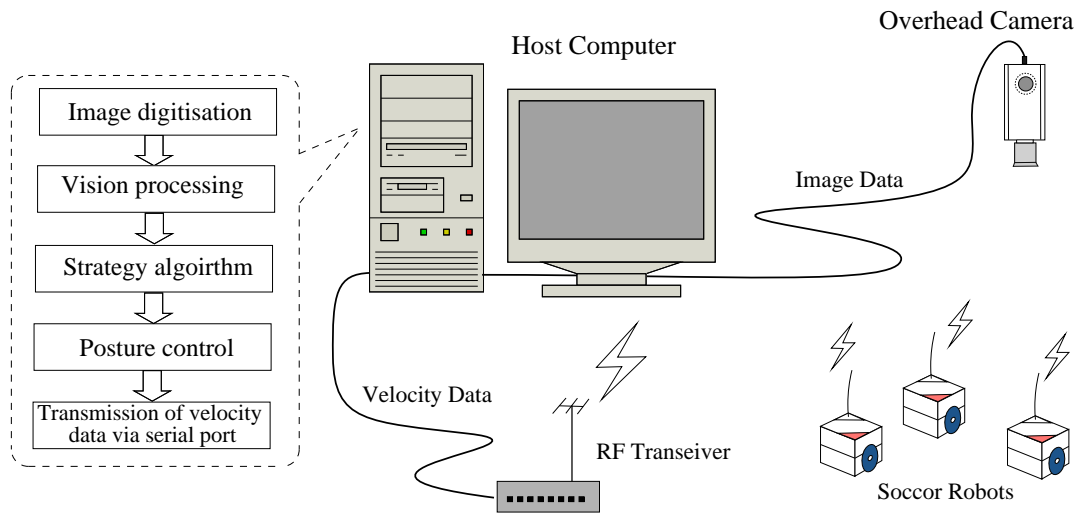 Overhead Camera
Host Computer
Image digitisation
Vision processing
Image Data
Strategy algoirthm
Posture control
Velocity Data
Transmission of velocity
data via serial port
RF Transeiver
Soccor Robots